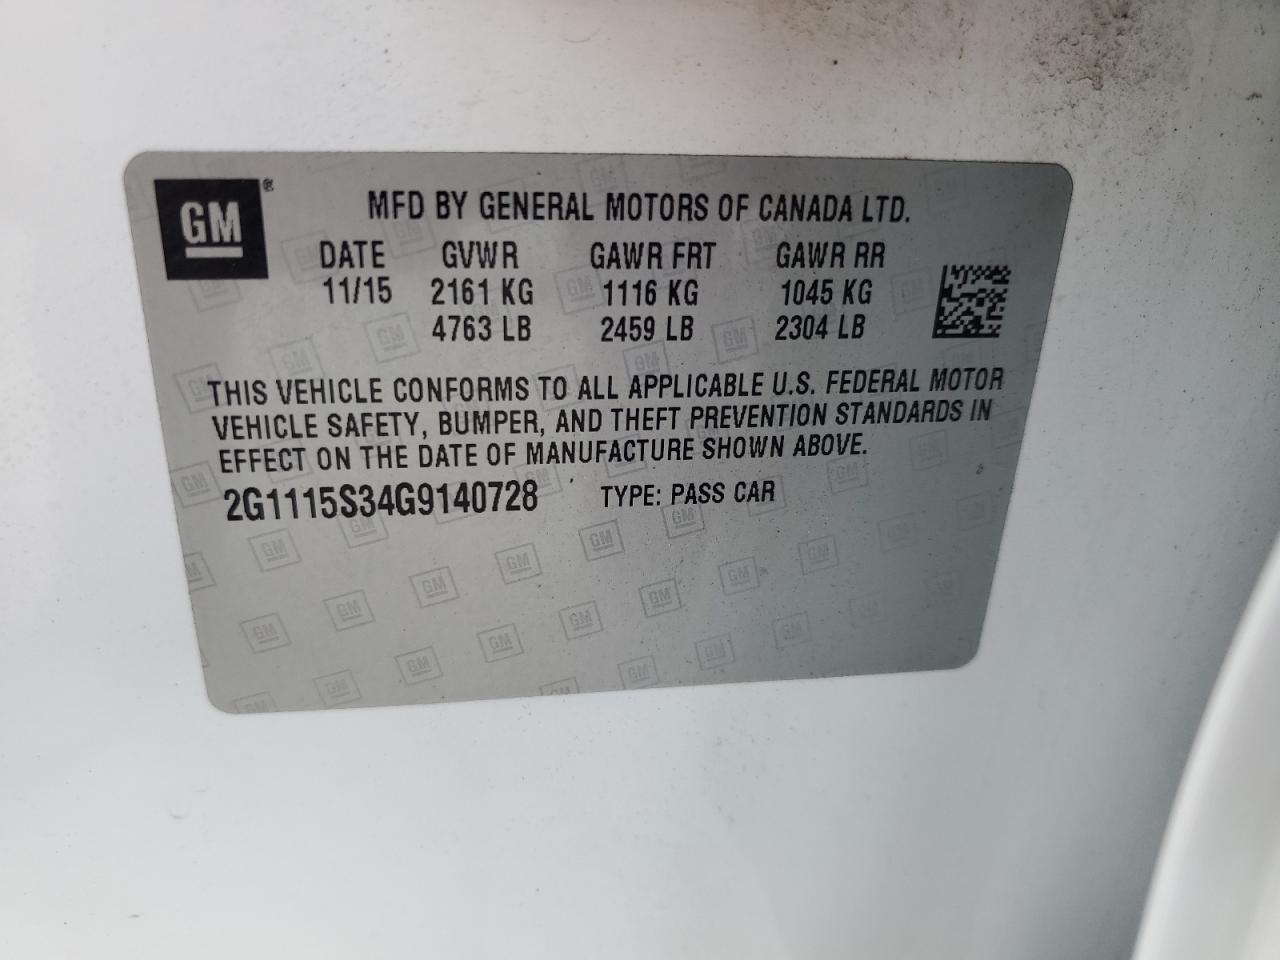 GM®
MFD BY GENERAL MOTORS OF CANADA LTD.
DATE GVWR GAWR FRT GAWR RR
11/15 2161 KG 1116 KG 1045 KG
4763 LB 2459 LB 2304 LB
THIS VEHICLE CONFORMS TO ALL APPLICABLE U.S. FEDERAL MOTOR
VEHICLE SAFETY, BUMPER, AND THEFT PREVENTION STANDARDS IN
EFFECT ON THE DATE OF MANUFACTURE SHOWN ABOVE.
2G1115S34G9140728 TYPE: PASS CAR